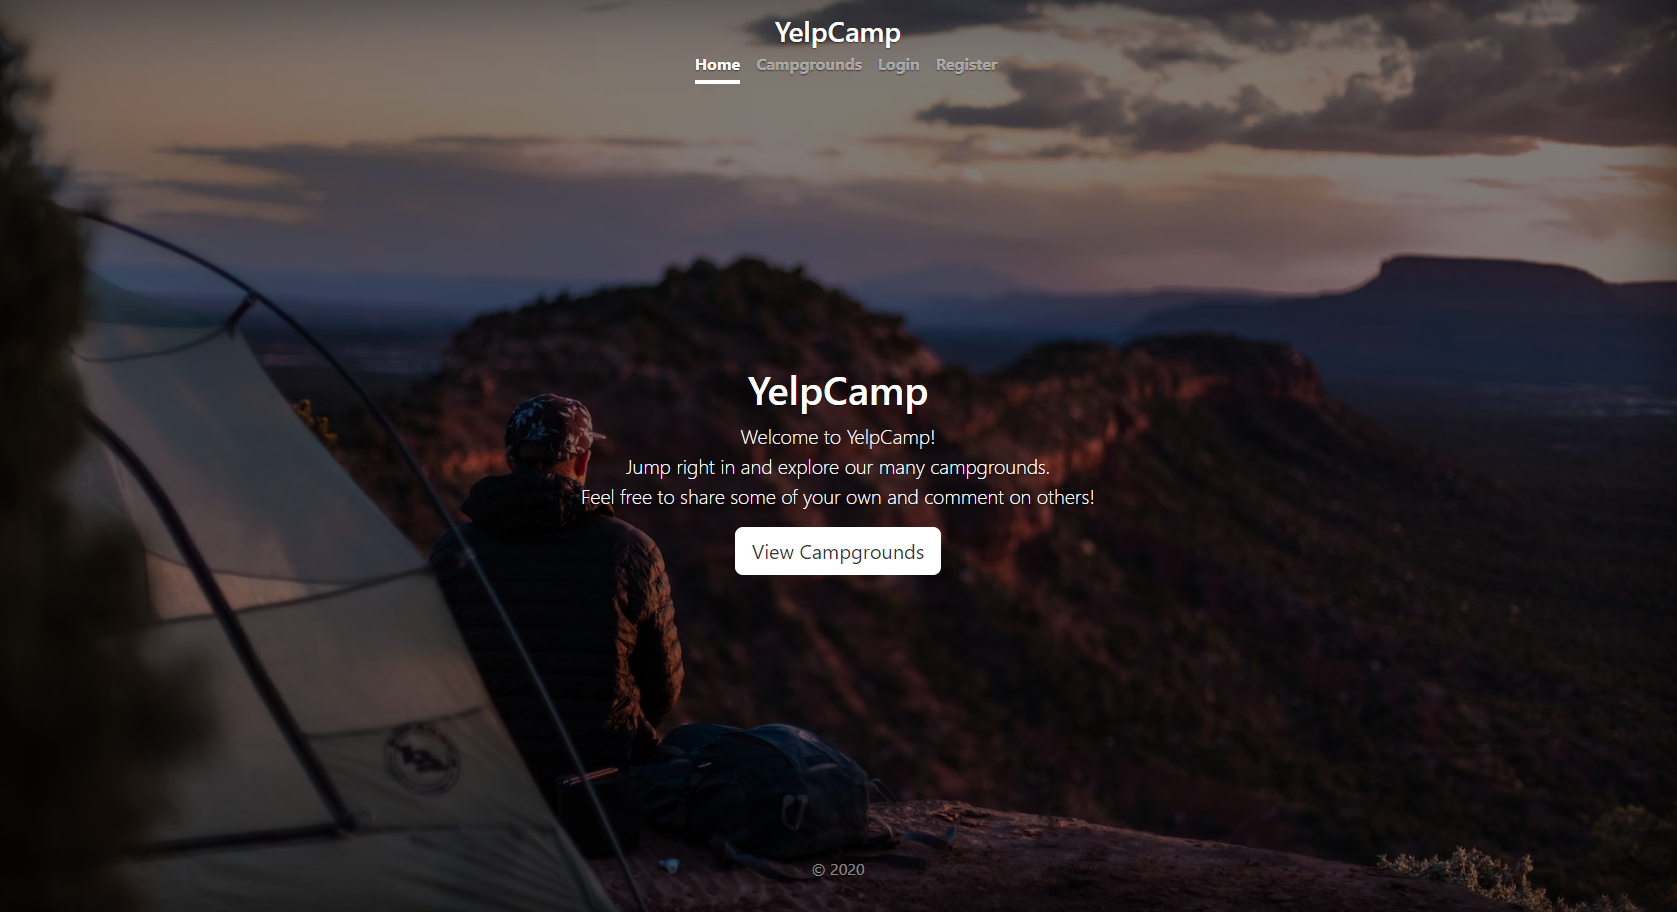 YelpCamp
Home Campgrounds Login Register
YelpCamp
Welcome to YelpCamp!
Jump right in and explore our many campgrounds.
Feel free to share some of your own and comment on others!
View Campgrounds
© 2020